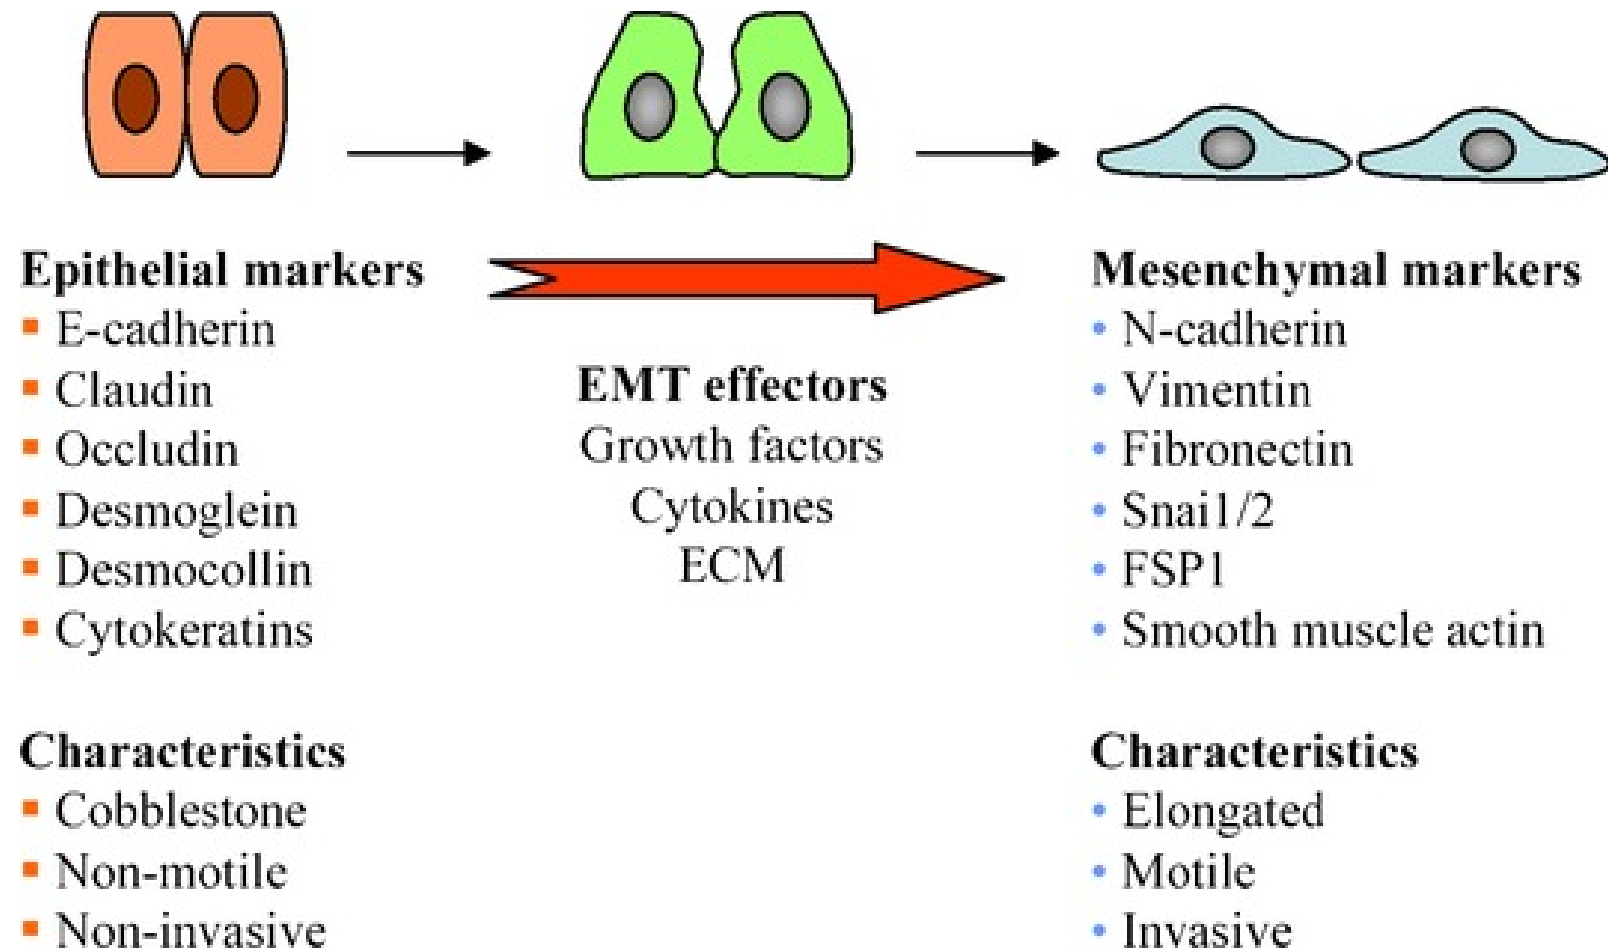 Epithelial markers
E-cadherin
Claudin
Occludin
Desmoglein
Desmocollin
Cytokeratins
Characteristics
Cobblestone
Non-motile
Non-invasive
EMT effectors
Growth factors
Cytokines
ECM
Mesenchymal markers
N-cadherin
Vimentin
Fibronectin
Snai1/2
FSP1
Smooth muscle actin
Characteristics
Elongated
Motile
Invasive